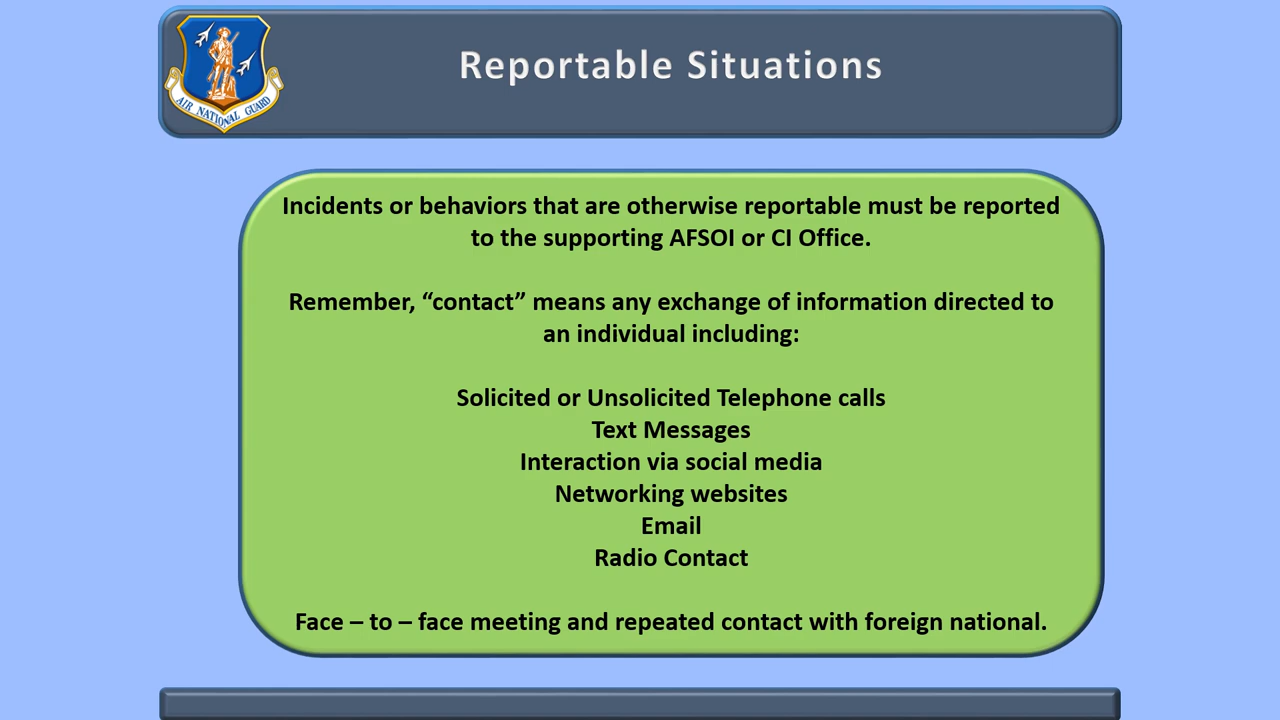 Reportable Situations
AIR NATIONAL GUARD
Incidents or behaviors that are otherwise reportable must be reported
to the supporting AFSOI or CI Office.
Remember, “contact” means any exchange of information directed to
an individual including:
Solicited or Unsolicited Telephone calls
Text Messages
Interaction via social media
Networking websites
Email
Radio Contact
Face – to – face meeting and repeated contact with foreign national.